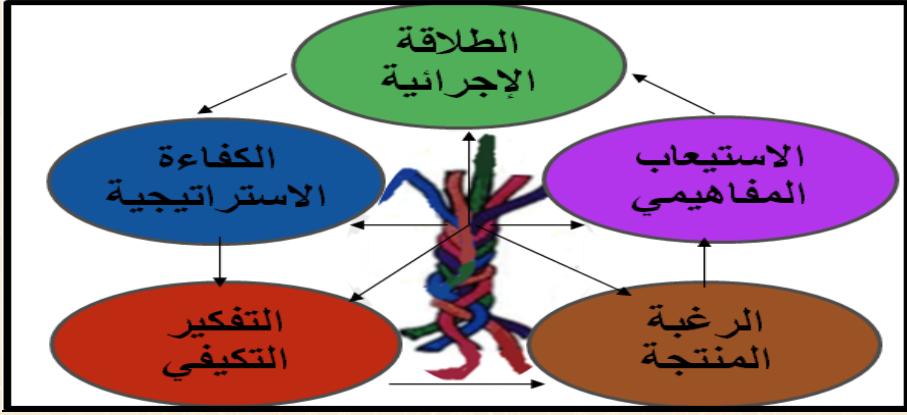 الطلاقة
الإجرائية
الاستيعاب
المفاهيمي
الكفاءة
الاستراتيجية
الرغبة
المنتجة
التفكير
التكيفي